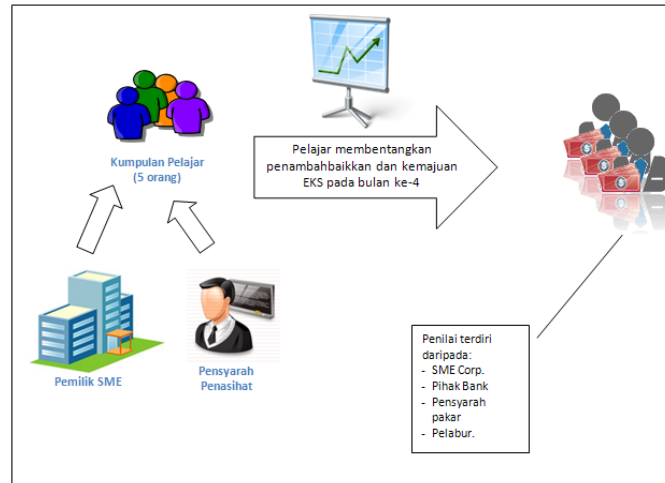 Kumpulan Pelajar
(5 orang)
Pelajar membentangkan
penambahbaikkan dan kemajuan
EKS pada bulan ke-4
Pemilik SME
Pensyarah
Penasihat
Penilai terdiri
daripada:
- SME Corp.
- Pihak Bank
- Pensyarah
pakar
- Pelabur.